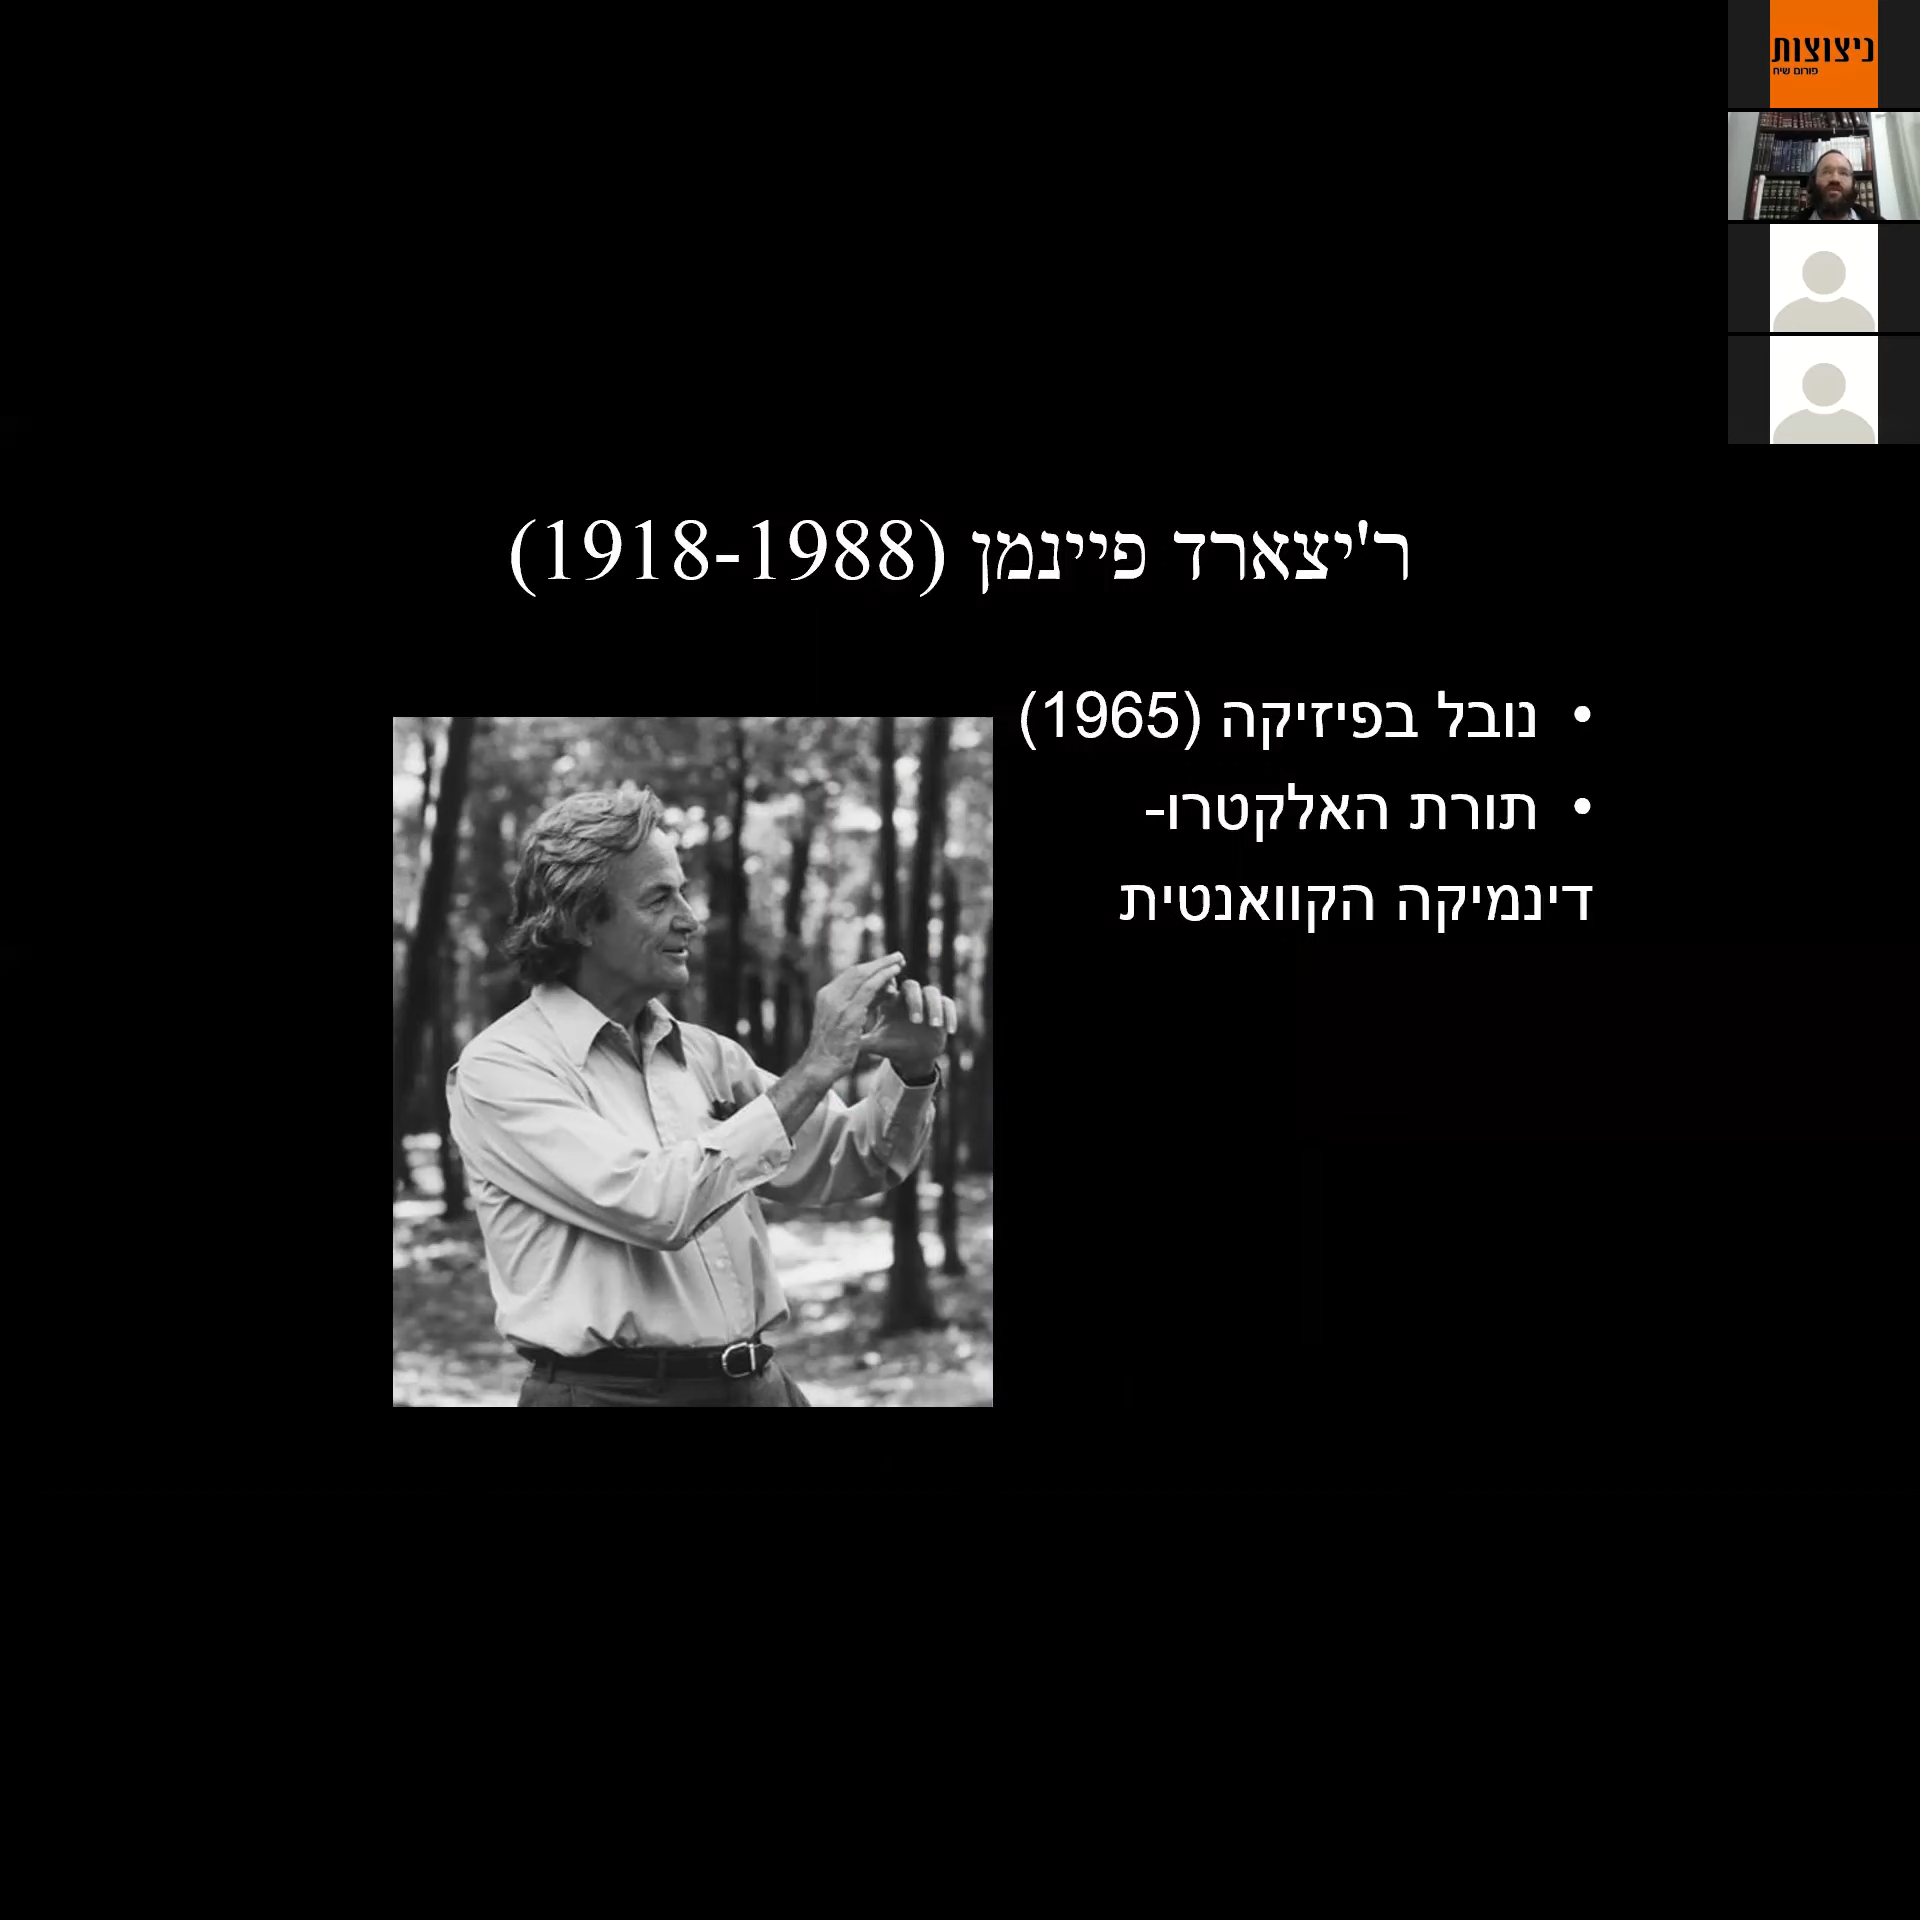 ניצוצות
פורום שיח
ר'יצארד פיינמן (1918-1988)
• נובל בפיזיקה (1965)
• תורת האלקטרו-
דינמיקה הקוואנטית